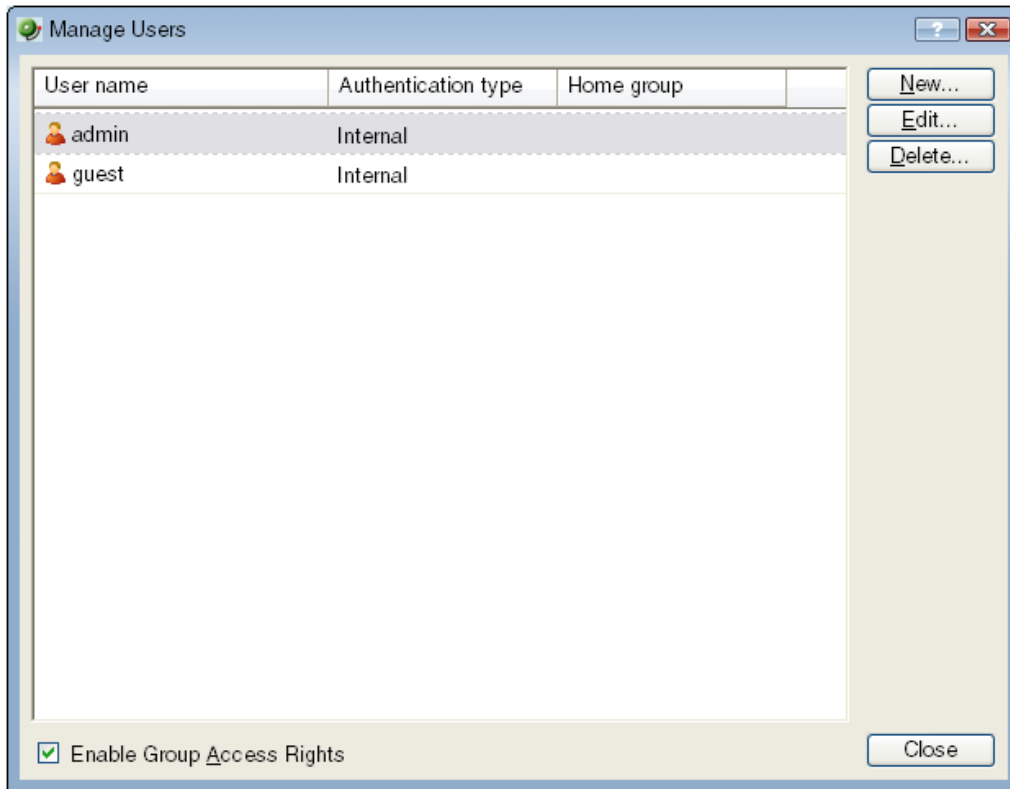 Manage Users
User name Authentication type Home group
admin Internal
guest Internal
New...
Edit...
Delete...
Enable Group Access Rights
Close